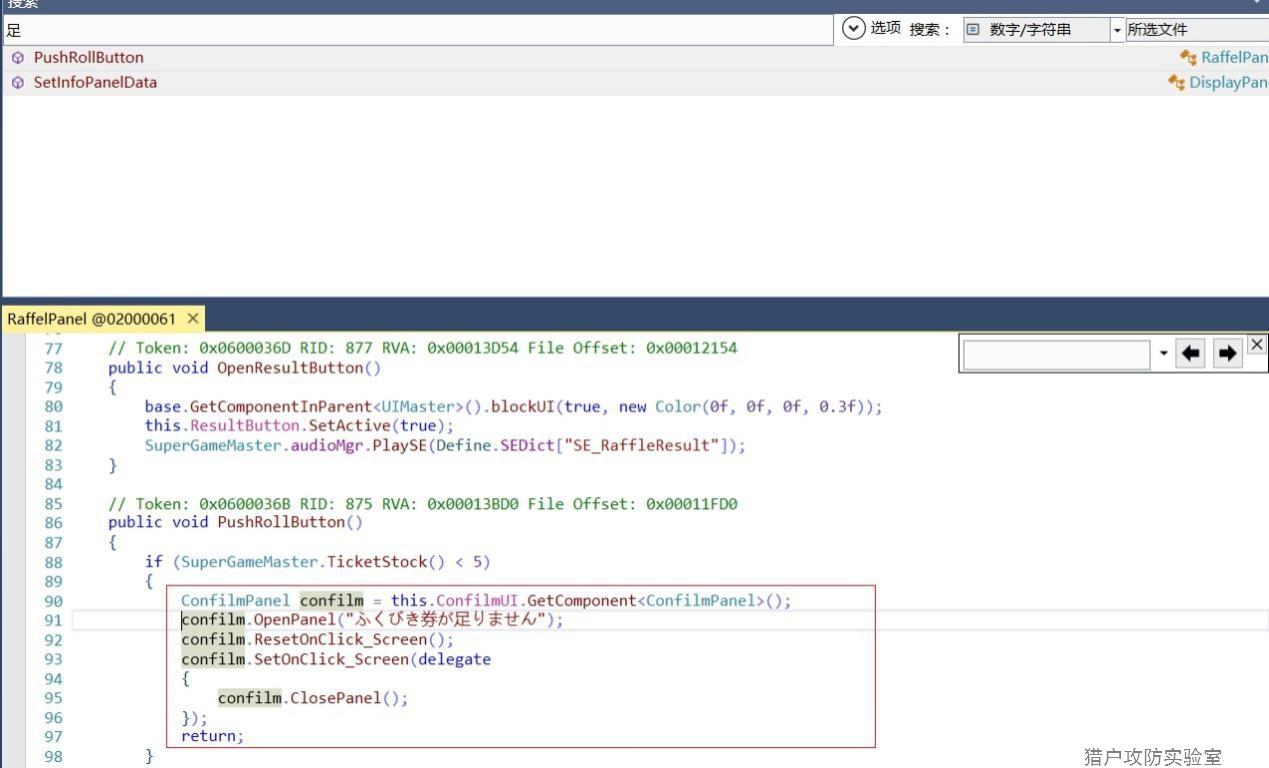 搜索
足
选项 搜索： 数字/字符串 所选文件
PushRollButton RaffelPan
SetInfoPanelData DisplayPan
RaffelPanel @02000061
77 // Token: 0x0600036D RID: 877 RVA: 0x00013D54 File Offset: 0x00012154
78 public void OpenResultButton()
79 {
80 base.GetComponentInParent<UIMaster>().blockUI(true, new Color(0f, 0f, 0f, 0.3f));
81 this.ResultButton.SetActive(true);
82 SuperGameMaster.audioMgr.PlaySE(Define.SEDict["SE_RaffleResult"]);
83 }
84
85 // Token: 0x0600036B RID: 875 RVA: 0x00013BD0 File Offset: 0x00011FD0
86 public void PushRollButton()
87 {
88 if (SuperGameMaster.TicketStock() < 5)
89 {
90 ConfilmPanel confilm = this.ConfilmUI.GetComponent<ConfilmPanel>();
91 confilm.OpenPanel("ふくびき券が足りません");
92 confilm.ResetOnClick_Screen();
93 confilm.SetOnClick_Screen(delegate
94 {
95 confilm.ClosePanel();
96 });
97 return;
98 }
猎户攻防实验室